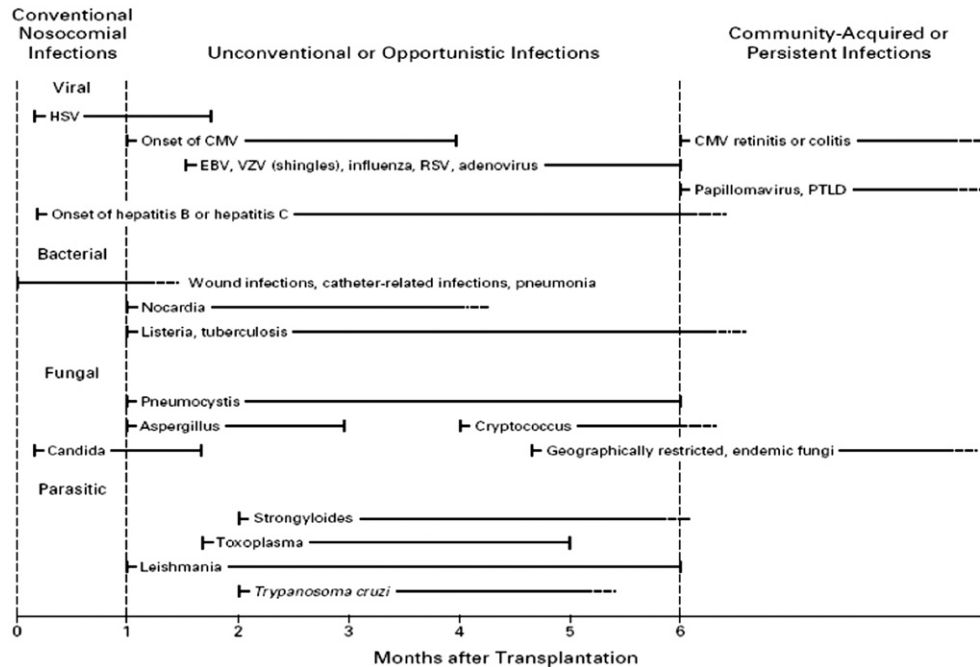 Conventional
Nosocomial
Infections
Unconventional or Opportunistic Infections
Community-Acquired or
Persistent Infections
Viral
HSV
Onset of CMV
CMV retinitis or colitis
EBV, VZV (shingles), influenza, RSV, adenovirus
Papillomavirus, PTLD
Onset of hepatitis B or hepatitis C
Bacterial
Wound infections, catheter-related infections, pneumonia
Nocardia
Listeria, tuberculosis
Fungal
Pneumocystis
Aspergillus
Cryptococcus
Candida
Geographically restricted, endemic fungi
Parasitic
Strongyloides
Toxoplasma
Leishmania
Trypanosoma cruzi
0 1 2 3 4 5 6
Months after Transplantation